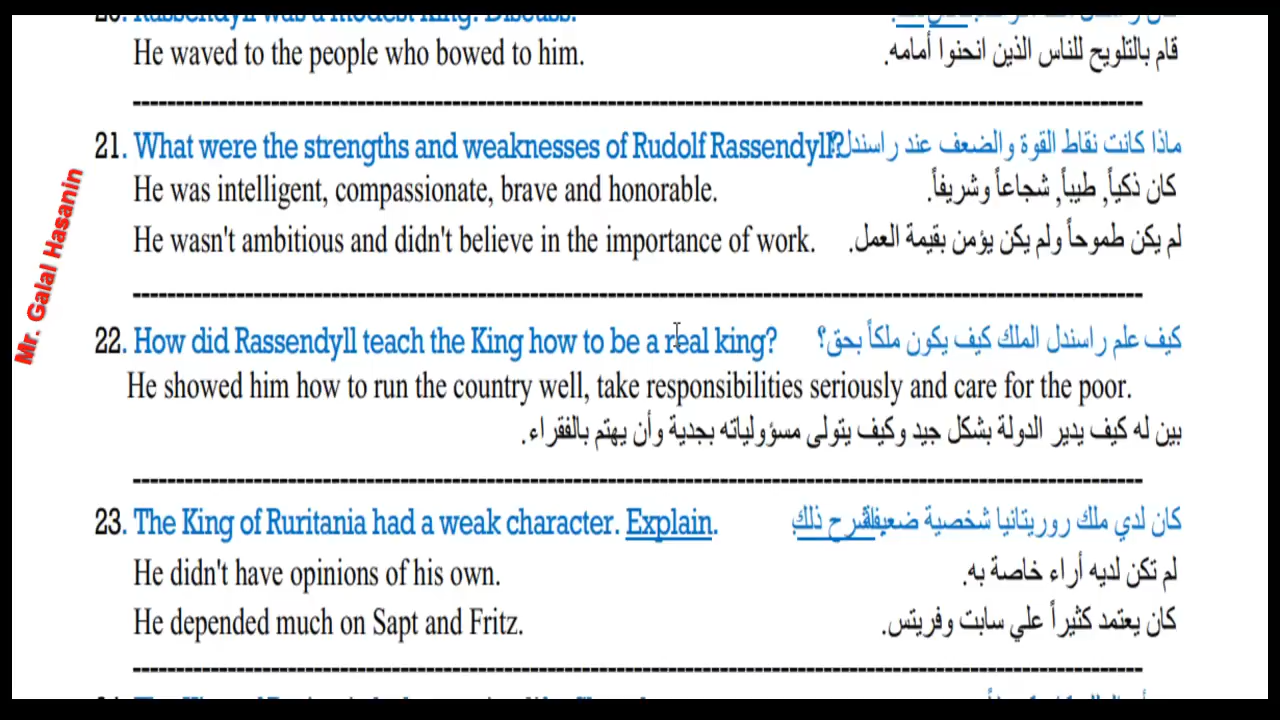 He waved to the people who bowed to him.
قام بالتلويح للناس الذين انحنوا أمامه.
21. What were the strengths and weaknesses of Rudolf Rassendyll?
ماذا كانت نقاط القوة والضعف عند راسندل؟
He was intelligent, compassionate, brave and honorable.
كان ذكياً, طيباً, شجاعاً وشريفاً.
He wasn't ambitious and didn't believe in the importance of work.
لم يكن طموحاً ولم يكن يؤمن بقيمة العمل.
Mr. Galal Hasanin
22. How did Rassendyll teach the King how to be a real king?
كيف علم راسندل الملك كيف يكون ملكاً بحق؟
He showed him how to run the country well, take responsibilities seriously and care for the poor.
بين له كيف يدير الدولة بشكل جيد وكيف يتولى مسؤولياته بجدية وأن يهتم بالفقراء.
23. The King of Ruritania had a weak character. Explain.
كان لدي ملك روريتانيا شخصية ضعيفة اشرح ذلك.
He didn't have opinions of his own.
لم تكن لديه أراء خاصة به.
He depended much on Sapt and Fritz.
كان يعتمد كثيراً علي سابت وفريتس.